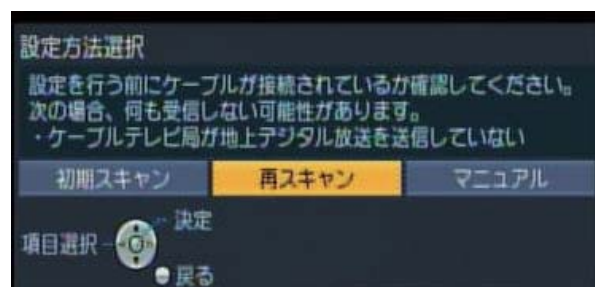 設定方法選択
設定を行う前にケーブルが接続されているか確認してください。
次の場合、何も受信しない可能性があります。
・ケーブルテレビ局が地上デジタル放送を送信していない
初期スキャン 再スキャン マニュアル
決定
項目選択
戻る